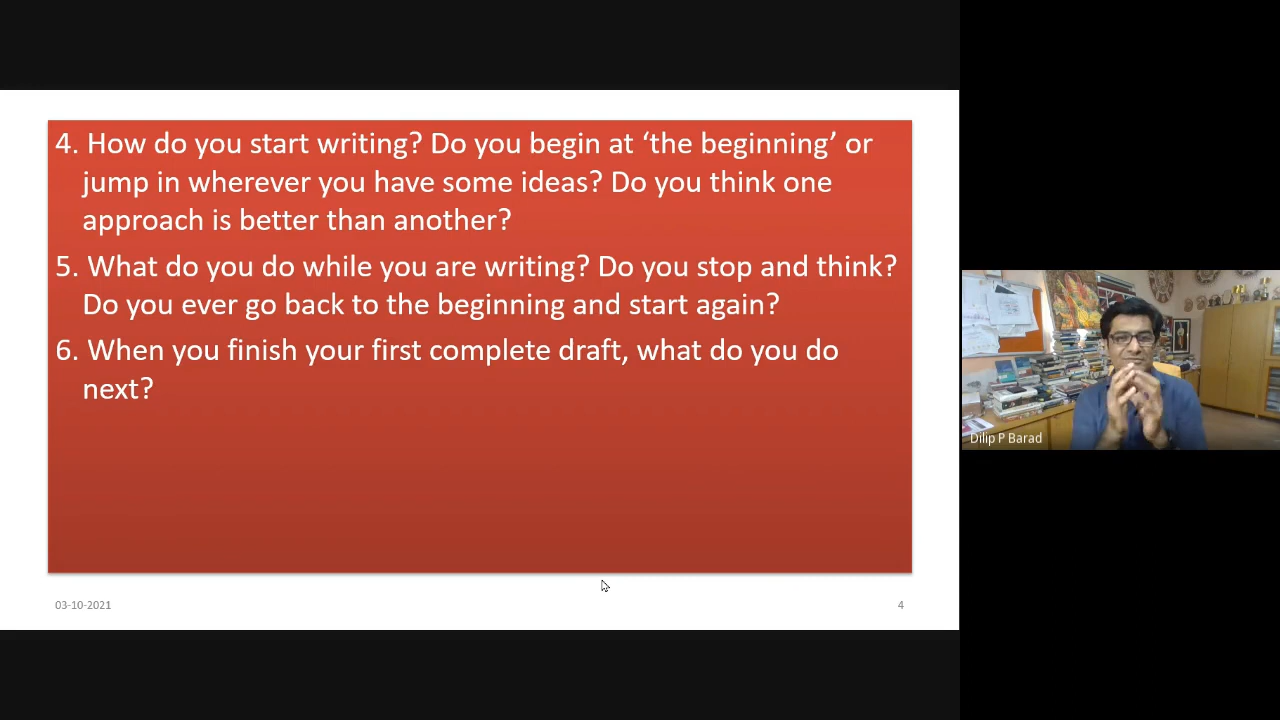 4. How do you start writing? Do you begin at ‘the beginning’ or
jump in wherever you have some ideas? Do you think one
approach is better than another?
5. What do you do while you are writing? Do you stop and think?
Do you ever go back to the beginning and start again?
6. When you finish your first complete draft, what do you do
next?
03-10-2021
4
Dilip P Barad